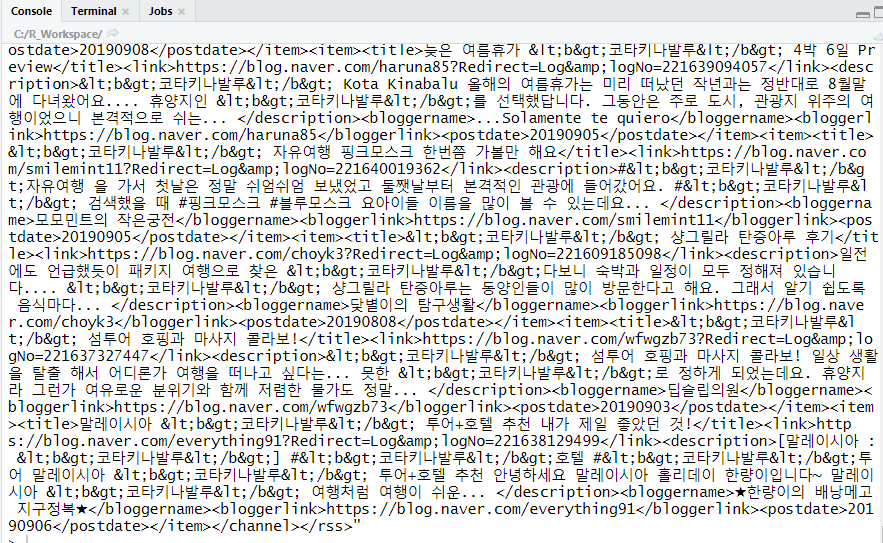 Console Terminal × Jobs ×
C:/R_Workspace/
ostdate>20190908</postdate></item><item><title>늦은 여름휴가 &lt;b&gt;코타키나발루&lt;/b&gt; 4박 6일 Pr
eview</title><link>https://blog.naver.com/haruna85?Redirect=Log&amp;logNo=221639094057</link><desc
ription>&lt;b&gt;코타키나발루&lt;/b&gt; Kota Kinabalu 올해의 여름휴가는 미리 떠났던 작년과는 정반대로 8월말
에 다녀왔어요.... 휴양지인 &lt;b&gt;코타키나발루&lt;/b&gt;를 선택했답니다. 그동안은 주로 도시, 관광지 위주의 여
행이었으니 본격적으로 쉬는... </description><bloggername>...Solamente te quiero</bloggername><bloggerl
ink>https://blog.naver.com/haruna85</bloggerlink><postdate>20190905</postdate></item><item><title>
&lt;b&gt;코타키나발루&lt;/b&gt; 자유여행 핑크모스크 한번쯤 가볼만 해요</title><link>https://blog.naver.co
m/smilemint11?Redirect=Log&amp;logNo=221640019362</link><description>#&lt;b&gt;코타키나발루&lt;/b&g
t;자유여행 을 가서 첫날은 정말 쉬엄쉬엄 보냈었고 둘쨋날부터 본격적인 관광에 들어갔어요. #&lt;b&gt;코타키나발루&l
t;/b&gt; 검색했을 때 #핑크모스크 #블루모스크 요아이들 이름을 많이 볼 수 있는데요... </description><bloggerna
me>모모민트의 작은궁전</bloggername><bloggerlink>https://blog.naver.com/smilemint11</bloggerlink><pos
tdate>20190905</postdate></item><item><title>&lt;b&gt;코타키나발루&lt;/b&gt; 샹그릴라 탄중아루 후기</tit
le><link>https://blog.naver.com/choyk3?Redirect=Log&amp;logNo=221609185098</link><description>일전
에도 언급했듯이 패키지 여행으로 찾은 &lt;b&gt;코타키나발루&lt;/b&gt;다보니 숙박과 일정이 모두 정해져 있습니
다.... &lt;b&gt;코타키나발루&lt;/b&gt; 샹그릴라 탄중아루는 동양인들이 많이 방문한다고 해요. 그래서 알기 쉽도록
음식마다... </description><bloggername>닻별이의 탐구생활</bloggername><bloggerlink>https://blog.nave
r.com/choyk3</bloggerlink><postdate>20190808</postdate></item><item><title>&lt;b&gt;코타키나발루&l
t;/b&gt; 섬투어 호핑과 마사지 콜라보!</title><link>https://blog.naver.com/wfwgzb73?Redirect=Log&amp;lo
gNo=221637327447</link><description>&lt;b&gt;코타키나발루&lt;/b&gt; 섬투어 호핑과 마사지 콜라보! 일상 생활
을 탈출 해서 어디론가 여행을 떠나고 싶다는... 못한 &lt;b&gt;코타키나발루&lt;/b&gt;로 정하게 되었는데요. 휴양지
라 그런가 여유로운 분위기와 함께 저렴한 물가도 정말... </description><bloggername>딥슬립의원</bloggername><
bloggerlink>https://blog.naver.com/wfwgzb73</bloggerlink><postdate>20190903</postdate></item><item
><title>말레이시아 &lt;b&gt;코타키나발루&lt;/b&gt; 투어+호텔 추천 내가 제일 좋았던 것!</title><link>http
s://blog.naver.com/everything91?Redirect=Log&amp;logNo=221638129499</link><description>[말레이시아 :
&lt;b&gt;코타키나발루&lt;/b&gt;] #&lt;b&gt;코타키나발루&lt;/b&gt;호텔 #&lt;b&gt;코타키나발루&lt;/b&gt;투
어 말레이시아 &lt;b&gt;코타키나발루&lt;/b&gt; 투어+호텔 추천 안녕하세요 말레이시아 홀리데이 한량이입니다~ 말레이
시아 &lt;b&gt;코타키나발루&lt;/b&gt; 여행처럼 여행이 쉬운... </description><bloggername>★한량이의 배낭메고
지구정복★</bloggername><bloggerlink>https://blog.naver.com/everything91</bloggerlink><postdate>201
90906</postdate></item></channel></rss>"
>